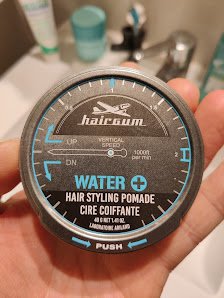 hairgum
UP
VERTICAL
SPEED
1000ft
per min
DN
WATER +
HAIR STYLING POMADE
CIRE COIFFANTE
40 G NET 1.41 OZ.
LABORATOIRE ARTLAND
PUSH